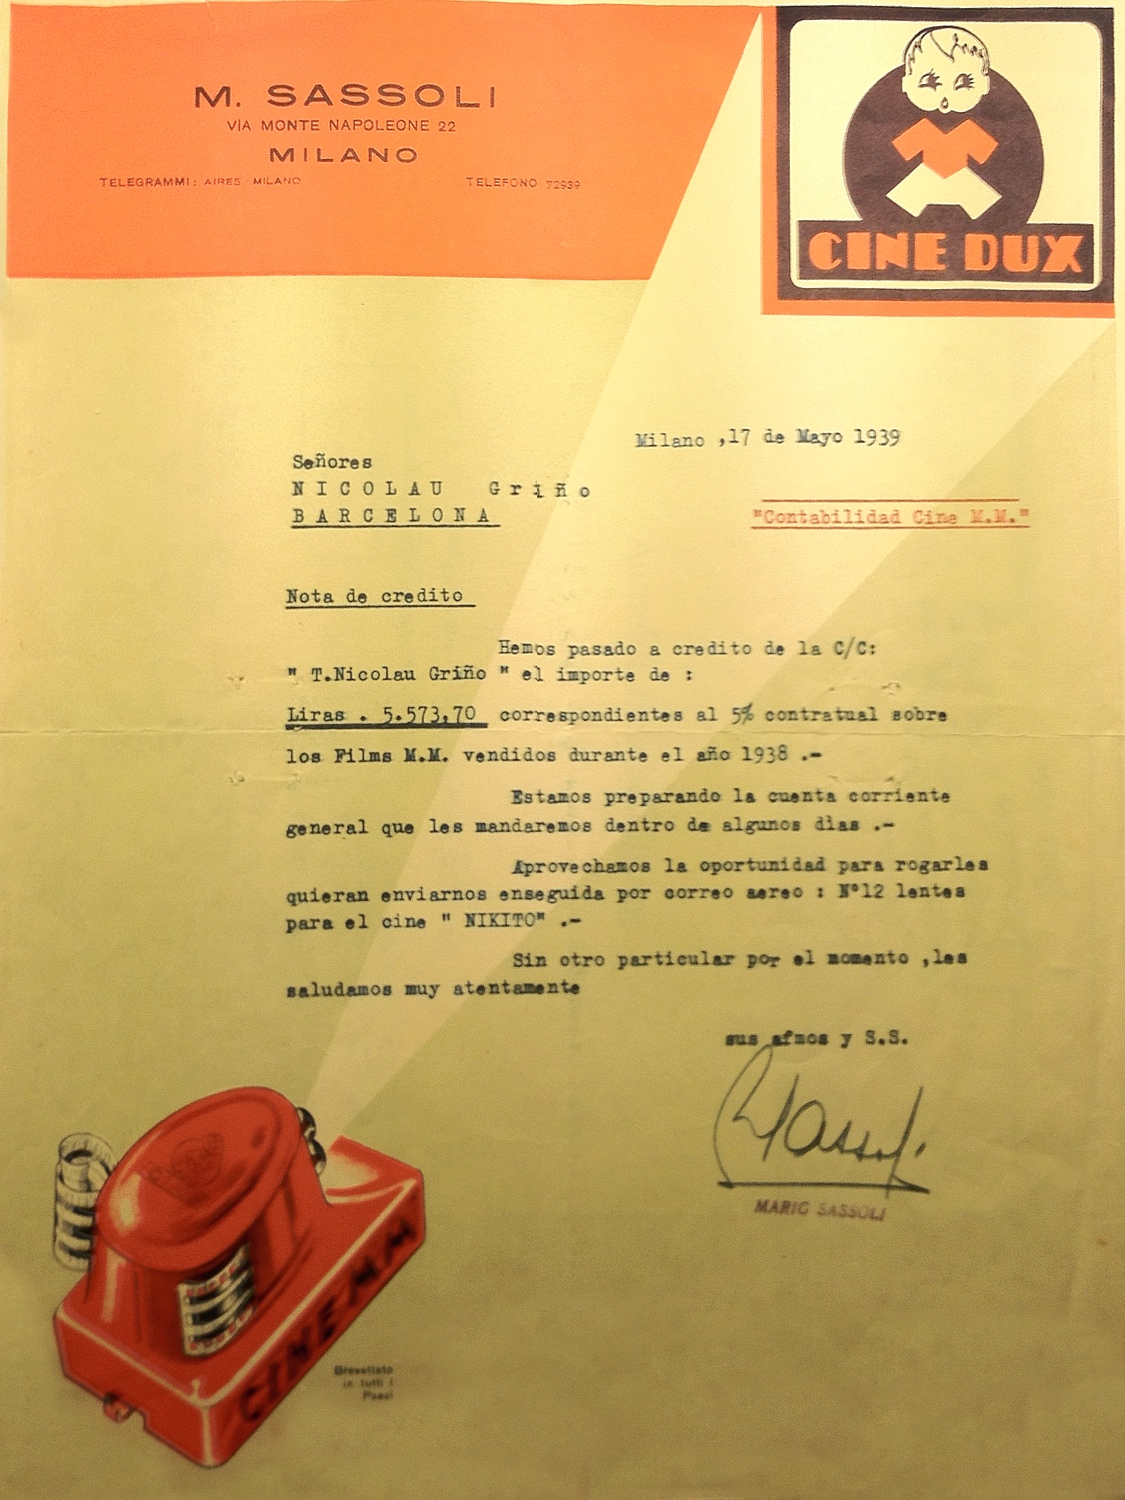 M. SASSOLI
VIA MONTE NAPOLEONE 22
MILANO
TELEGRAMMI: AIRES - MILANO TELEFONO 72939
CINE DUX
Milano ,17 de Mayo 1939
Señores
NICOLAU Griño
BARCELONA
"Contabilidad Cine M.M."
Nota de credito
Hemos pasado a credito de la C/C:
" T.Nicolau Griño " el importe de :
Liras . 5.573,70 correspondientes al 5% contratual sobre
los Films M.M. vendidos durante el año 1938 .-
Estamos preparando la cuenta corriente
general que les mandaremos dentro de algunos dìas .-
Aprovechamos la oportunidad para rogarles
quieran enviarnos enseguida por correo aereo : Nº12 lentes
para el cine " NIKITO" .-
Sin otro particular por el momento ,les
saludamos muy atentamente
sus afmos y S.S.
MSassoli
MARIO SASSOLI
CINEMM
Brevettato
in tutti i
Paesi